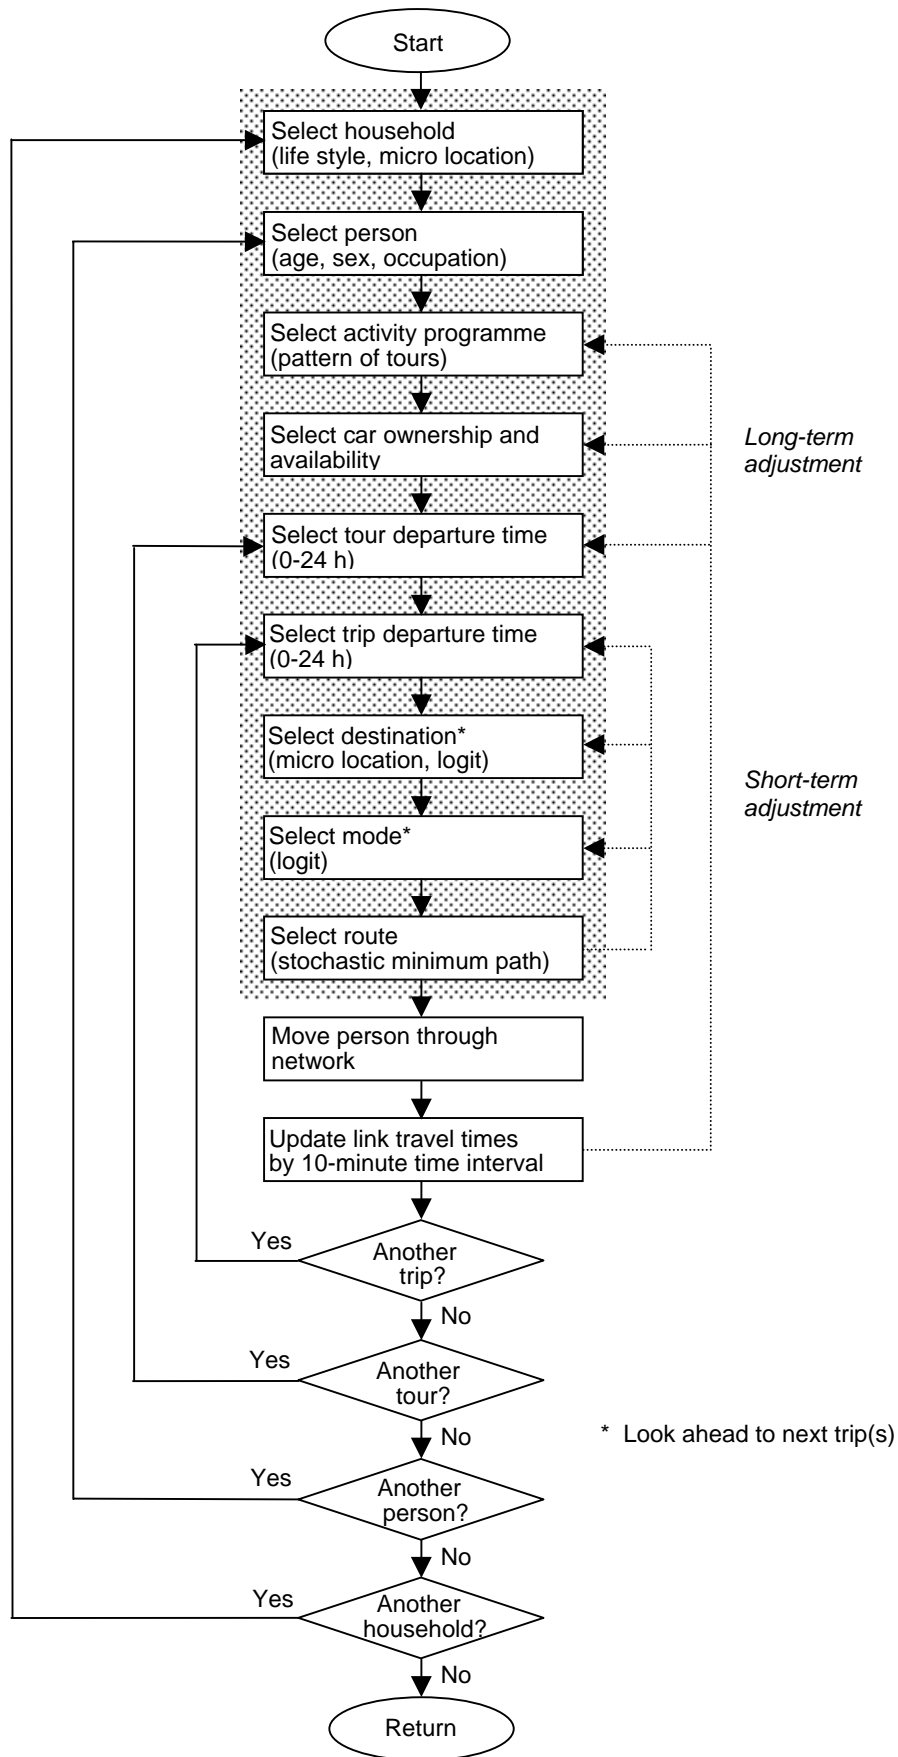 Start
Select household
(life style, micro location)
Select person
(age, sex, occupation)
Select activity programme
(pattern of tours)
Select car ownership and
availability
Long-term
adjustment
Select tour departure time
(0-24 h)
Select trip departure time
(0-24 h)
Select destination*
(micro location, logit)
Select mode*
(logit)
Short-term
adjustment
Select route
(stochastic minimum path)
Move person through
network
Update link travel times
by 10-minute time interval
Yes
Another
trip?
No
Yes
Another
tour?
No
* Look ahead to next trip(s)
Yes
Another
person?
No
Yes
Another
household?
No
Return